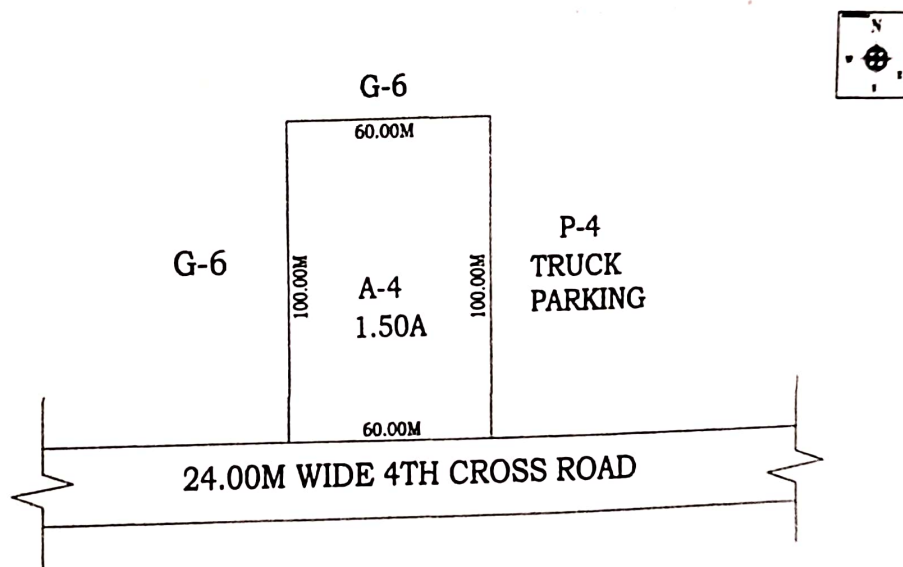 N
G-6
60.00M
G-6
100.00M
A-4
1.50A
100.00M
P-4
TRUCK
PARKING
60.00M
24.00M WIDE 4TH CROSS ROAD